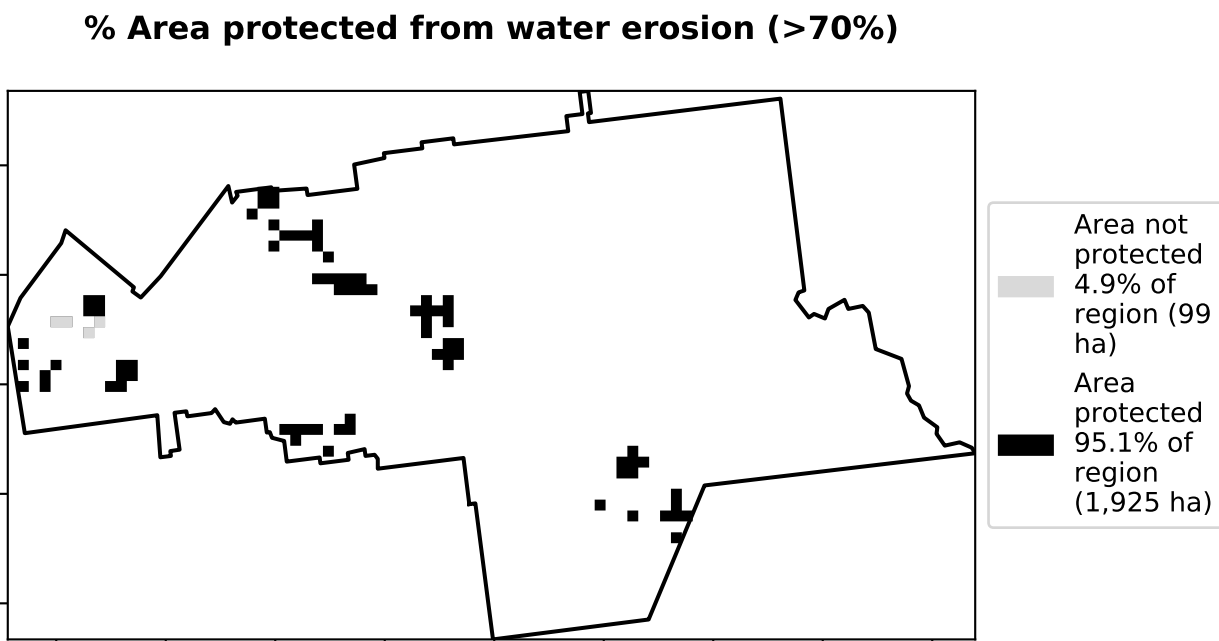 % Area protected from water erosion (>70%)
Area not
protected
4.9% of
region (99
ha)
Area
protected
95.1% of
region
(1,925 ha)